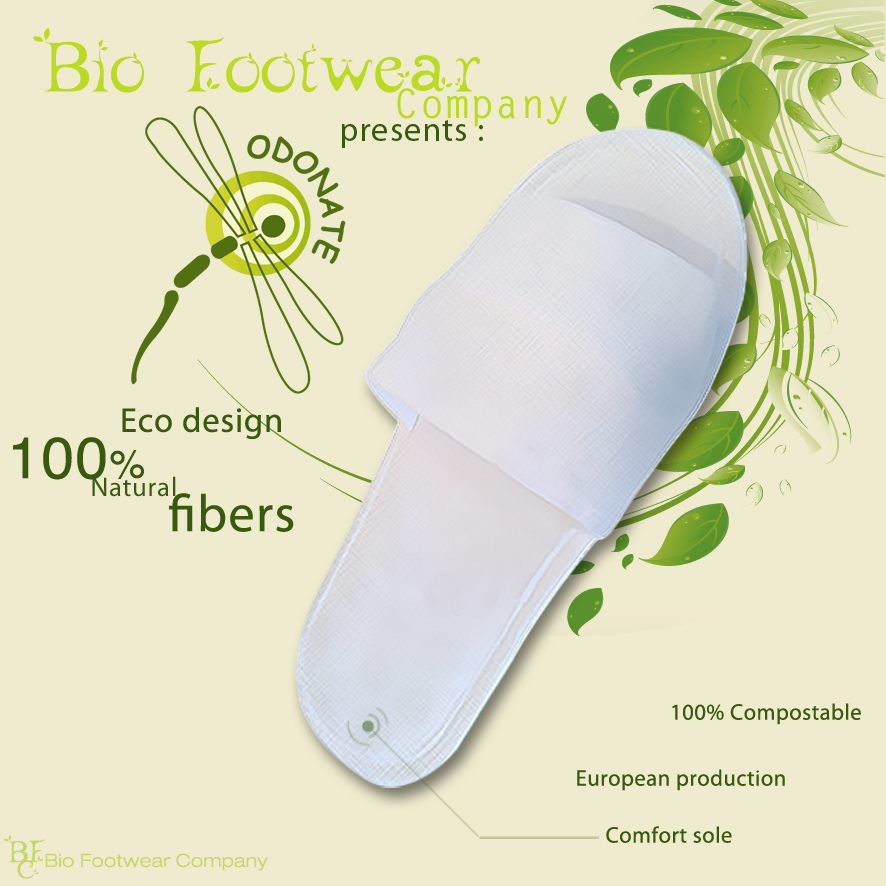 Bio Footwear
Company
presents :
ODONATE
Eco design
100%
Natural
fibers
100% Compostable
European production
Comfort sole
BFC Bio Footwear Company